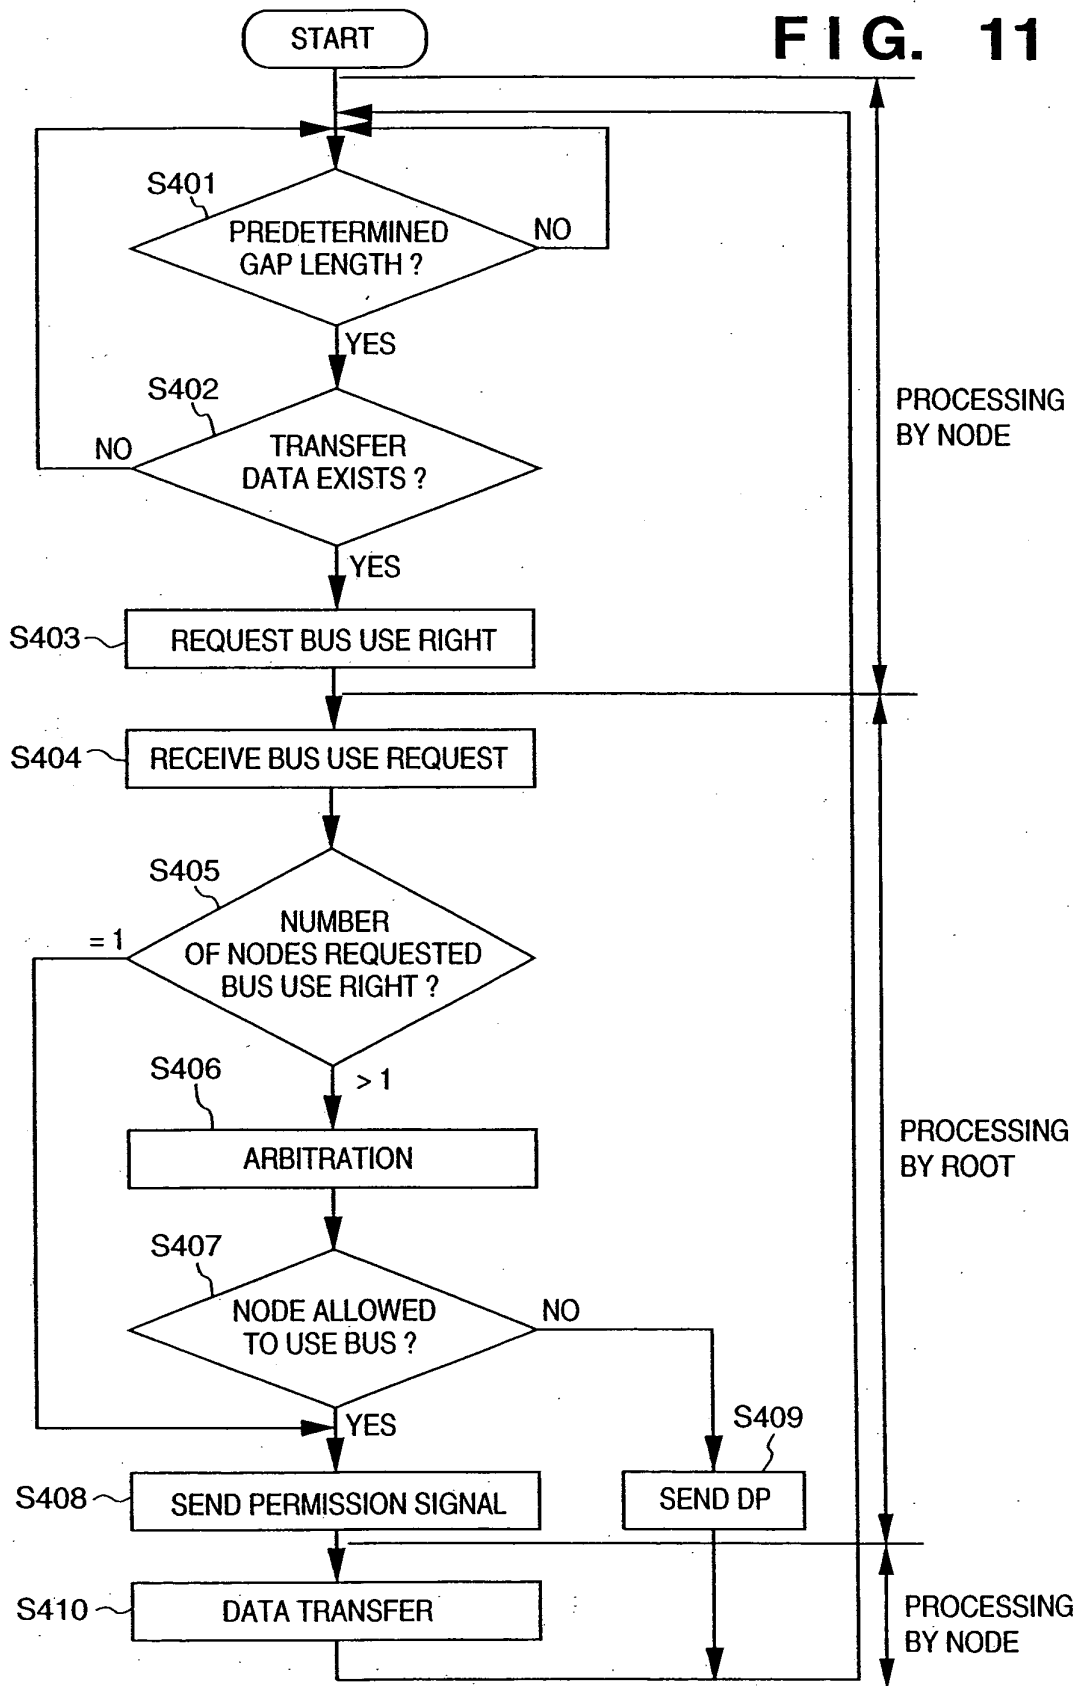 START
FIG. 11
S401
PREDETERMINED
GAP LENGTH ?
NO
YES
S402
TRANSFER
DATA EXISTS ?
NO
YES
PROCESSING
BY NODE
S403
REQUEST BUS USE RIGHT
S404
RECEIVE BUS USE REQUEST
S405
NUMBER
OF NODES REQUESTED
BUS USE RIGHT ?
= 1
> 1
S406
ARBITRATION
PROCESSING
BY ROOT
S407
NODE ALLOWED
TO USE BUS ?
NO
YES
S409
S408
SEND PERMISSION SIGNAL
SEND DP
S410
DATA TRANSFER
PROCESSING
BY NODE